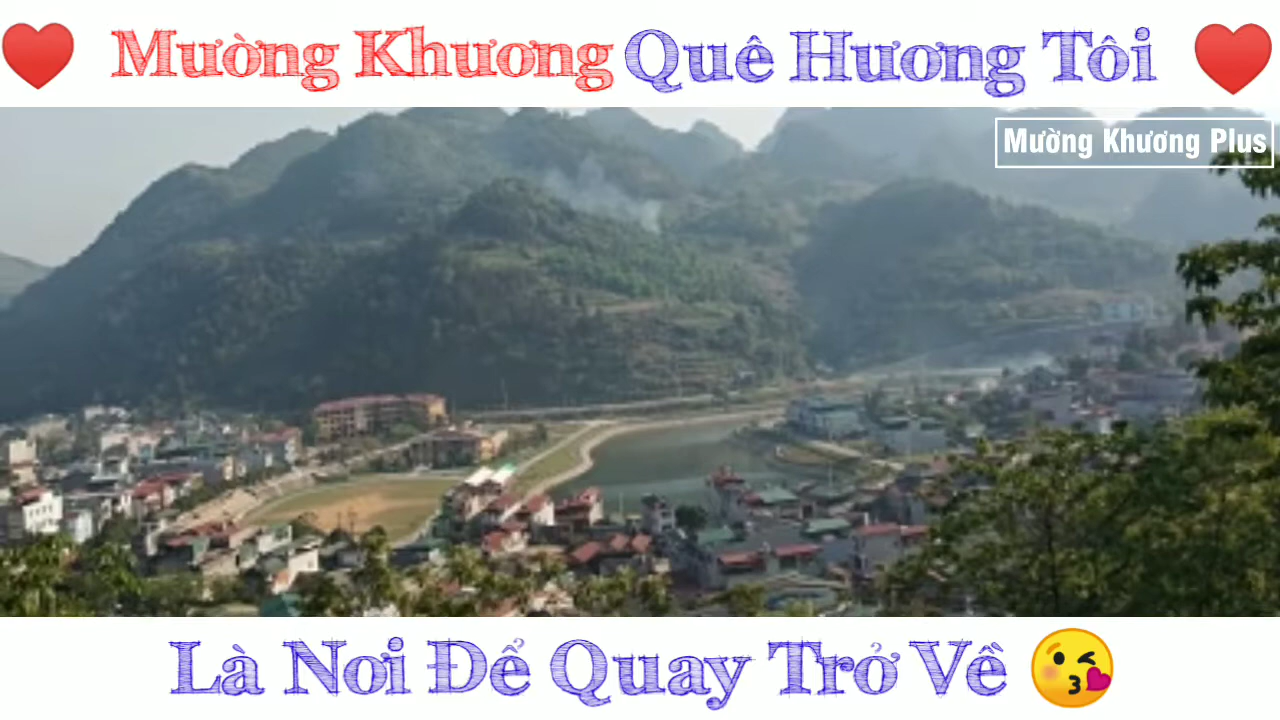 ❤️ Mường Khương Quê Hương Tôi ❤️
Mường Khương Plus
Là Nơi Để Quay Trở Về 😘